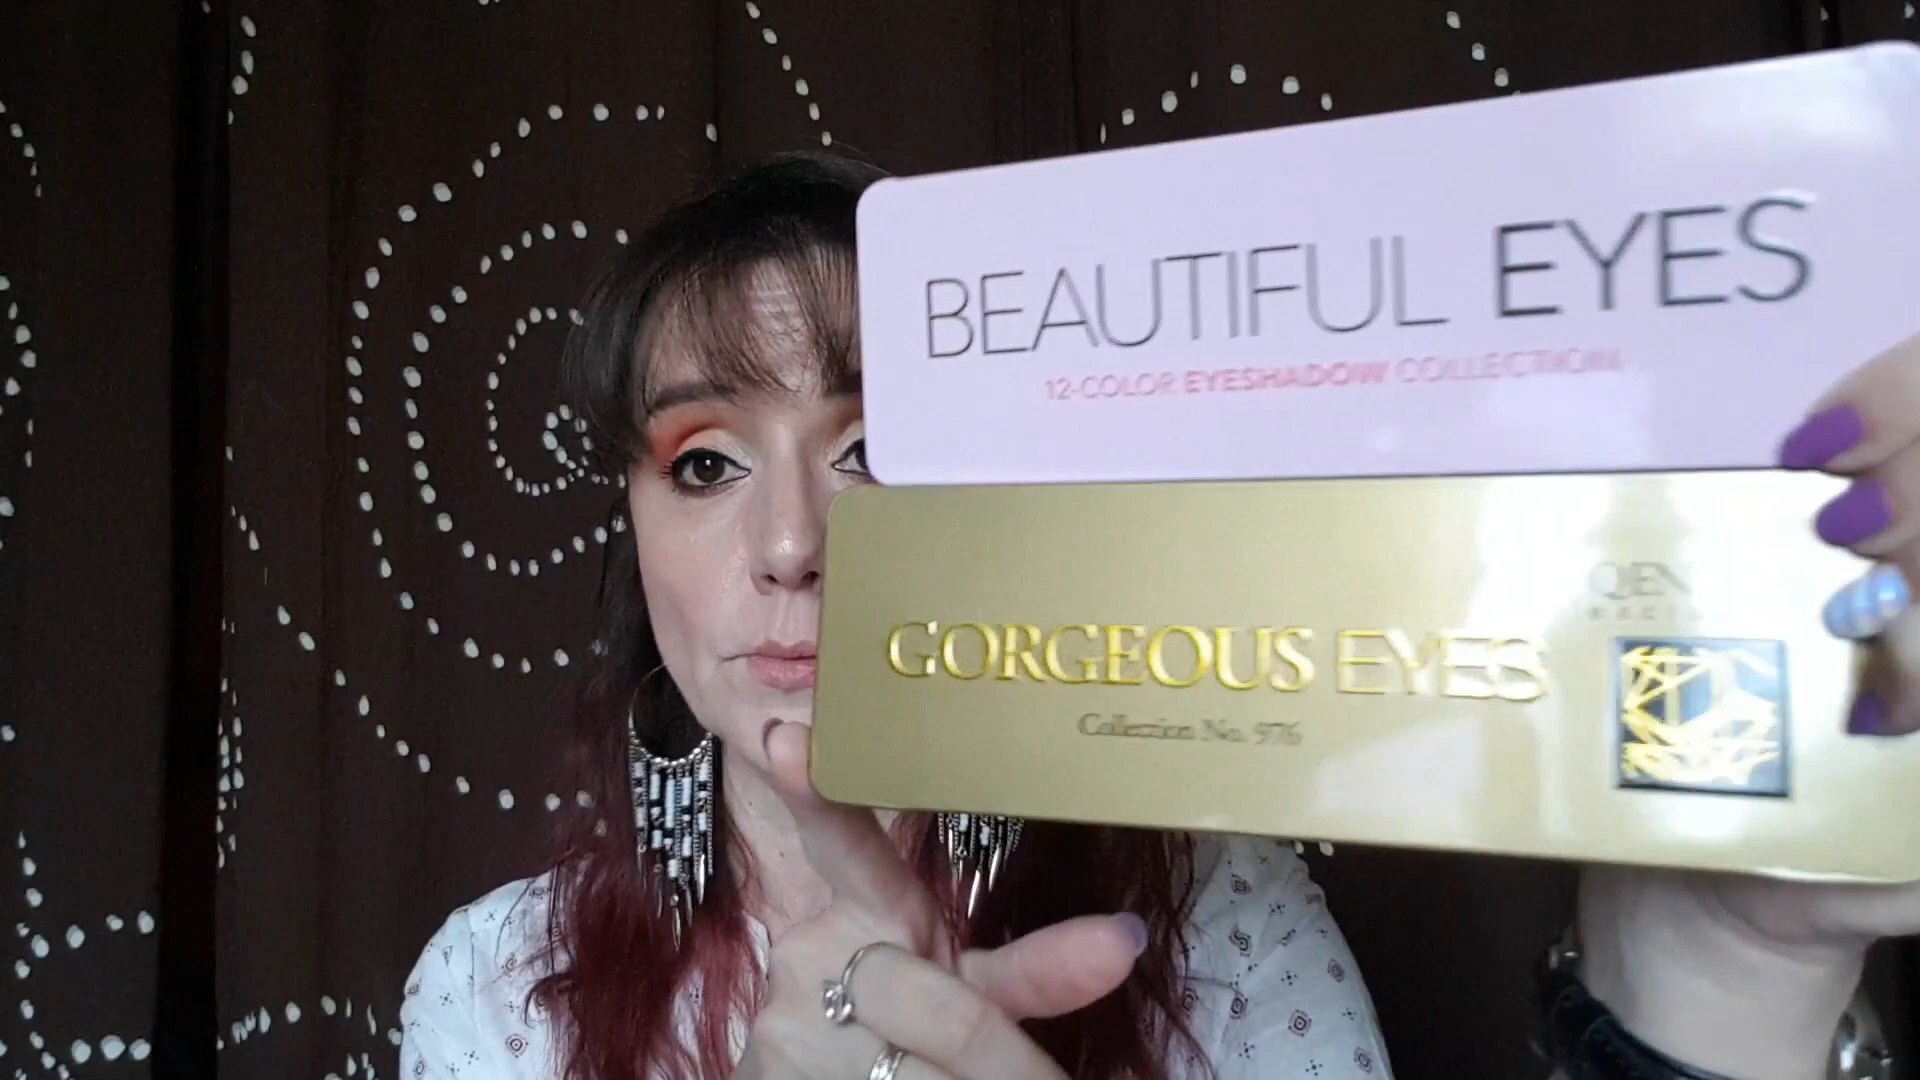 BEAUTIFUL EYES
12-COLOR EYESHADOW COLLECTION
GORGEOUS EYES
Collection No. 976